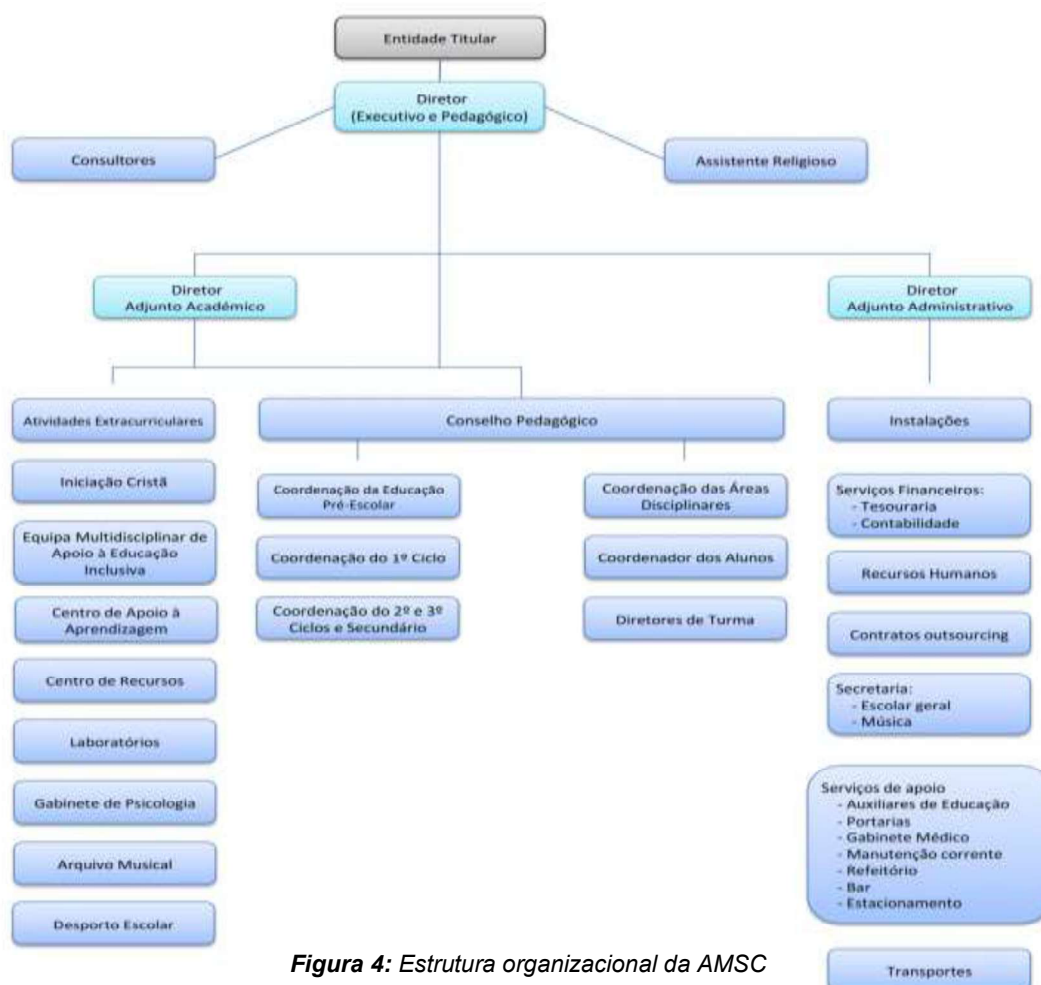 Entidade Titular
Diretor
(Executivo e Pedagógico)
Consultores
Assistente Religioso
Diretor
Adjunto Académico
Diretor
Adjunto Administrativo
Atividades Extracurriculares
Iniciação Cristã
Equipa Multidisciplinar de
Apoio à Educação
Inclusiva
Centro de Apoio à
Aprendizagem
Centro de Recursos
Laboratórios
Gabinete de Psicologia
Arquivo Musical
Desporto Escolar
Conselho Pedagógico
Coordenação da Educação
Pré-Escolar
Coordenação do 1º Ciclo
Coordenação do 2º e 3º
Ciclos e Secundário
Coordenação das Áreas
Disciplinares
Coordenador dos Alunos
Diretores de Turma
Instalações
Serviços Financeiros:
- Tesouraria
- Contabilidade
Recursos Humanos
Contratos outsourcing
Secretaria:
- Escolar geral
- Música
Serviços de apoio
- Auxiliares de Educação
- Portarias
- Gabinete Médico
- Manutenção corrente
- Refeitório
- Bar
- Estacionamento
Transportes
Figura 4: Estrutura organizacional da AMSC